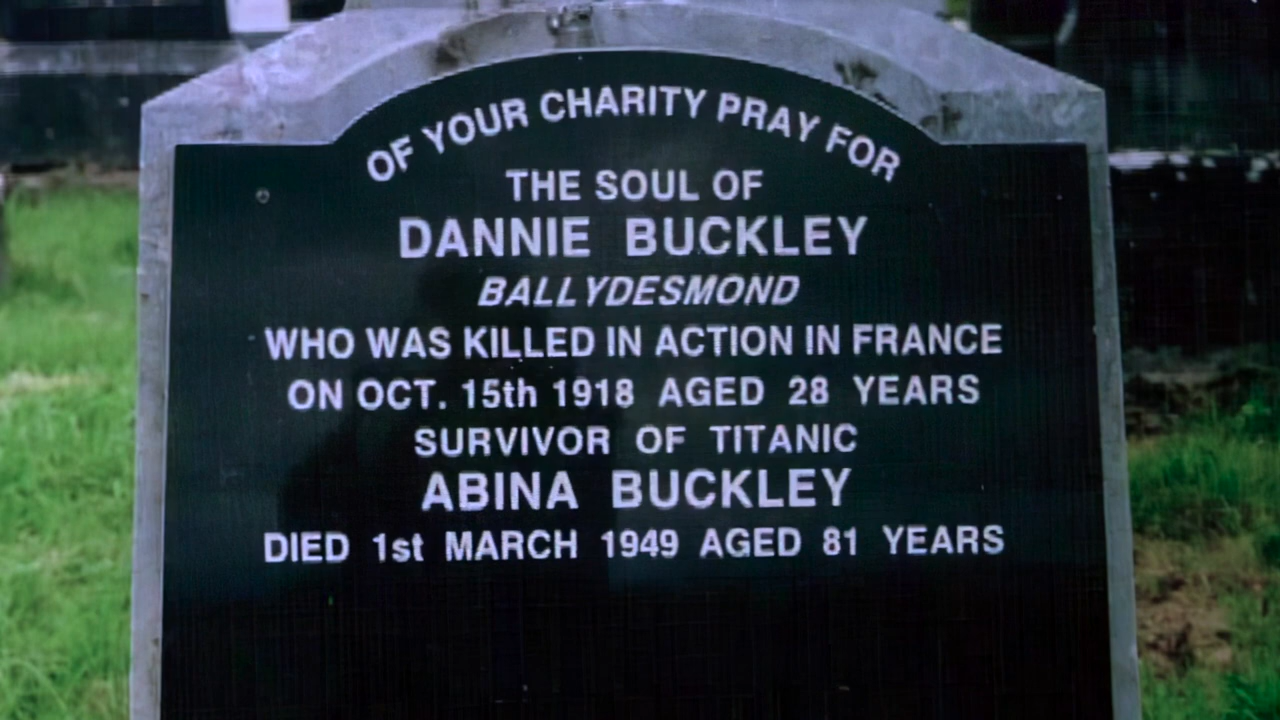 OF YOUR CHARITY PRAY FOR
THE SOUL OF
DANNIE BUCKLEY
BALLYDESMOND
WHO WAS KILLED IN ACTION IN FRANCE
ON OCT. 15th 1918 AGED 28 YEARS
SURVIVOR OF TITANIC
ABINA BUCKLEY
DIED 1st MARCH 1949 AGED 81 YEARS